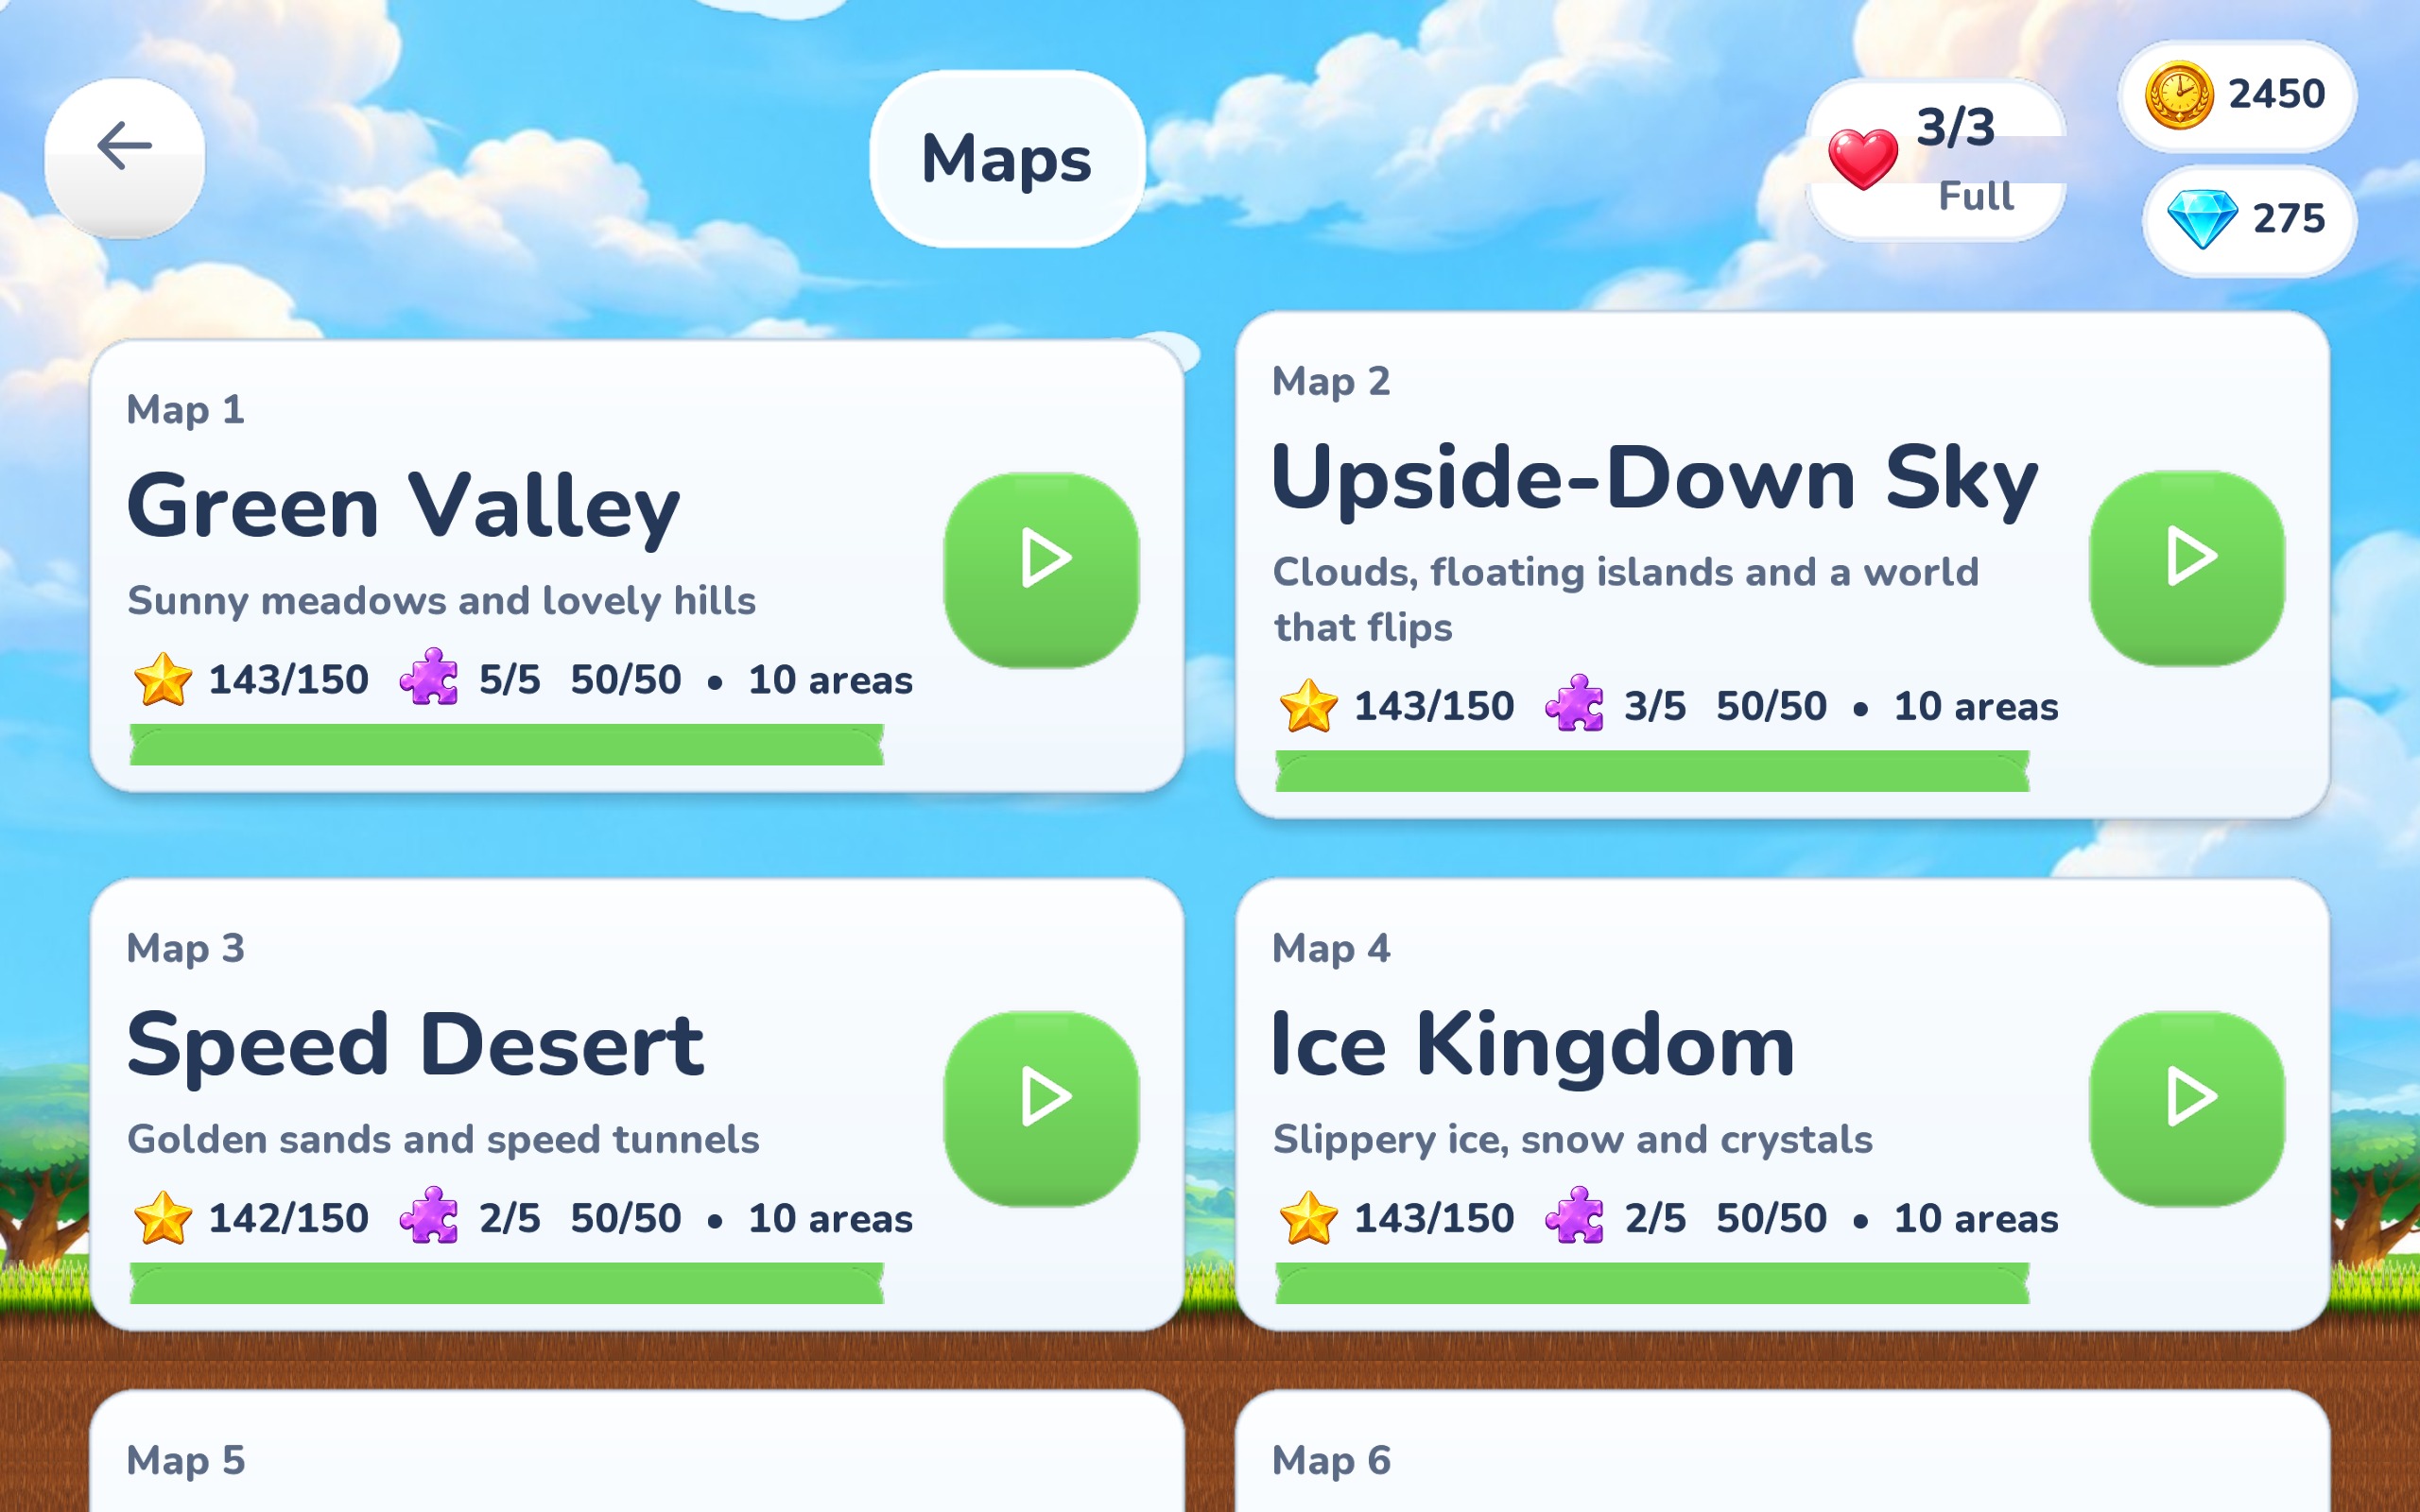 Maps
3/3
Full
2450
275
Map 1
Green Valley
Sunny meadows and lovely hills
143/150 5/5 50/50 • 10 areas
Map 2
Upside-Down Sky
Clouds, floating islands and a world
that flips
143/150 3/5 50/50 • 10 areas
Map 3
Speed Desert
Golden sands and speed tunnels
142/150 2/5 50/50 • 10 areas
Map 4
Ice Kingdom
Slippery ice, snow and crystals
143/150 2/5 50/50 • 10 areas
Map 5
Map 6